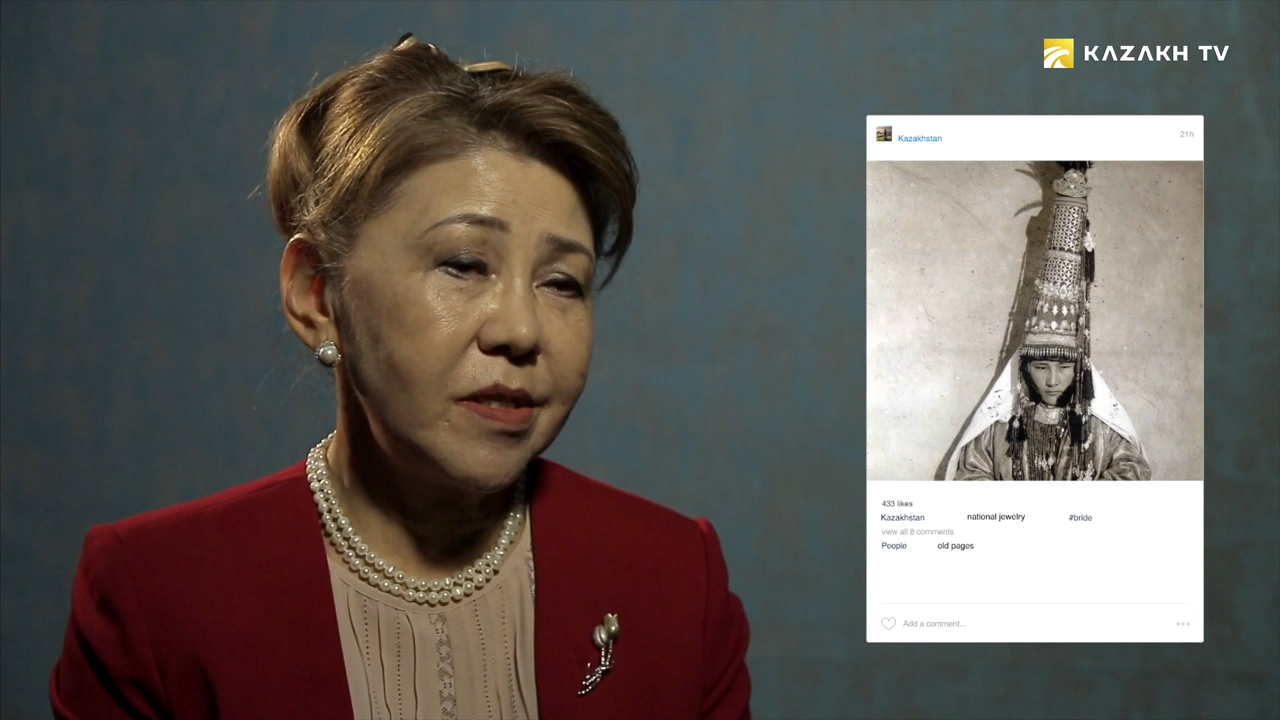 KAZAKH TV
Kazakhstan 21h
433 likes
Kazakhstan national jewelry #bride
view all 8 comments
People old pages
Add a comment...